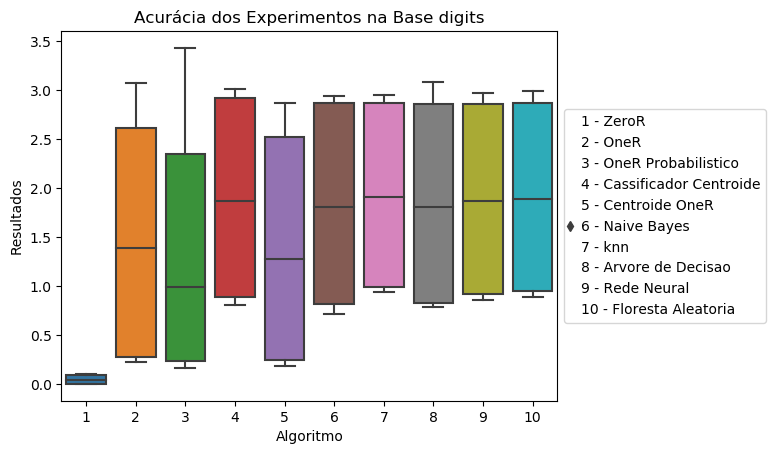 Acurácia dos Experimentos na Base digits
Resultados
3.5
3.0
2.5
2.0
1.5
1.0
0.5
0.0
1 2 3 4 5 6 7 8 9 10
Algoritmo
1 - ZeroR
2 - OneR
3 - OneR Probabilistico
4 - Cassificador Centroide
5 - Centroide OneR
6 - Naive Bayes
7 - knn
8 - Arvore de Decisao
9 - Rede Neural
10 - Floresta Aleatoria